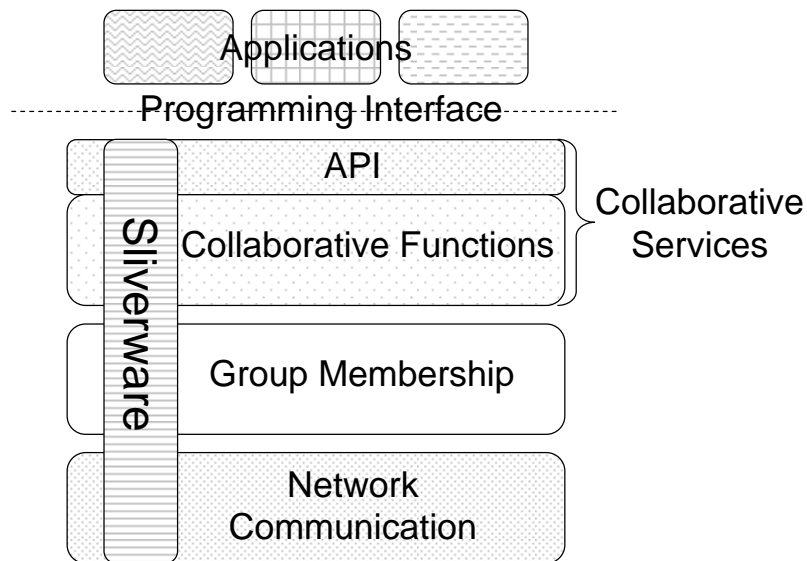 Applications
Programming Interface
API
Collaborative Functions
Collaborative
Services
Sliverware
Group Membership
Network
Communication